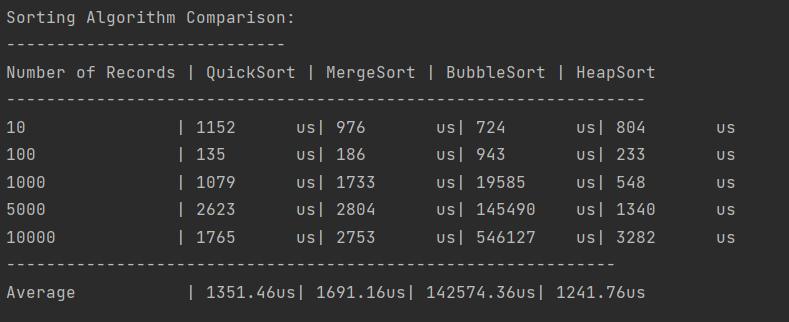 Sorting Algorithm Comparison:
----------------------------
Number of Records | QuickSort | MergeSort | BubbleSort | HeapSort
----------------------------------------------------------------
10               | 1152      us| 976       us| 724       us| 804       us
100              | 135       us| 186       us| 943       us| 233       us
1000             | 1079      us| 1733      us| 19585     us| 548       us
5000             | 2623      us| 2804      us| 145490    us| 1340      us
10000            | 1765      us| 2753      us| 546127    us| 3282      us
-------------------------------------------------------------
Average           | 1351.46us| 1691.16us| 142574.36us| 1241.76us